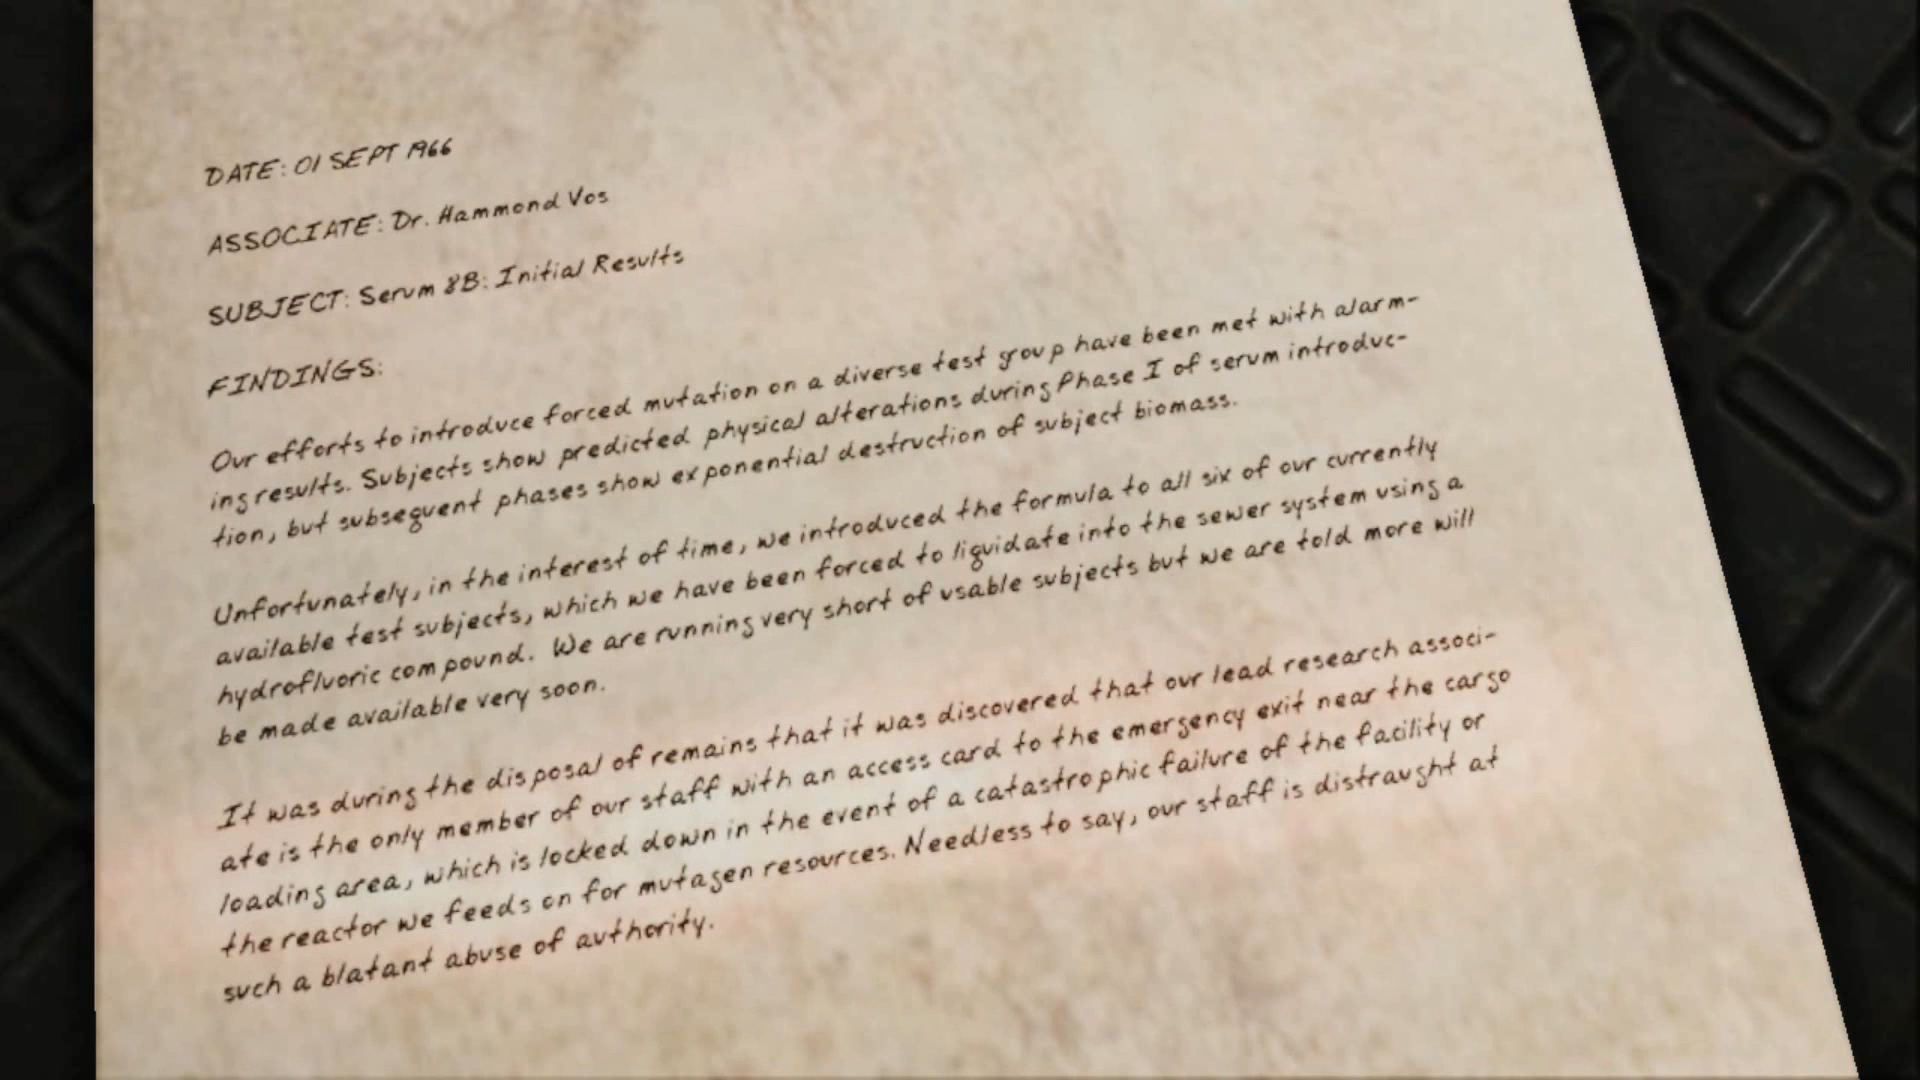 DATE: 01 SEPT 1966
ASSOCIATE: Dr. Hammond Vos
SUBJECT: Serum 8B: Initial Results
FINDINGS:
Our efforts to introduce forced mutation on a diverse test group have been met with alarm-
ing results. Subjects show predicted physical alterations during Phase I of serum introduc-
tion, but subsequent phases show exponential destruction of subject biomass.
Unfortunately, in the interest of time, we introduced the formula to all six of our currently
available test subjects, which we have been forced to liquidate into the sewer system using a
hydrofluoric compound. We are running very short of usable subjects but we are told more will
be made available very soon.
It was during the disposal of remains that it was discovered that our lead research associ-
ate is the only member of our staff with an access card to the emergency exit near the cargo
loading area, which is locked down in the event of a catastrophic failure of the facility or
the reactor we feeds on for mutagen resources. Needless to say, our staff is distraught at
such a blatant abuse of authority.